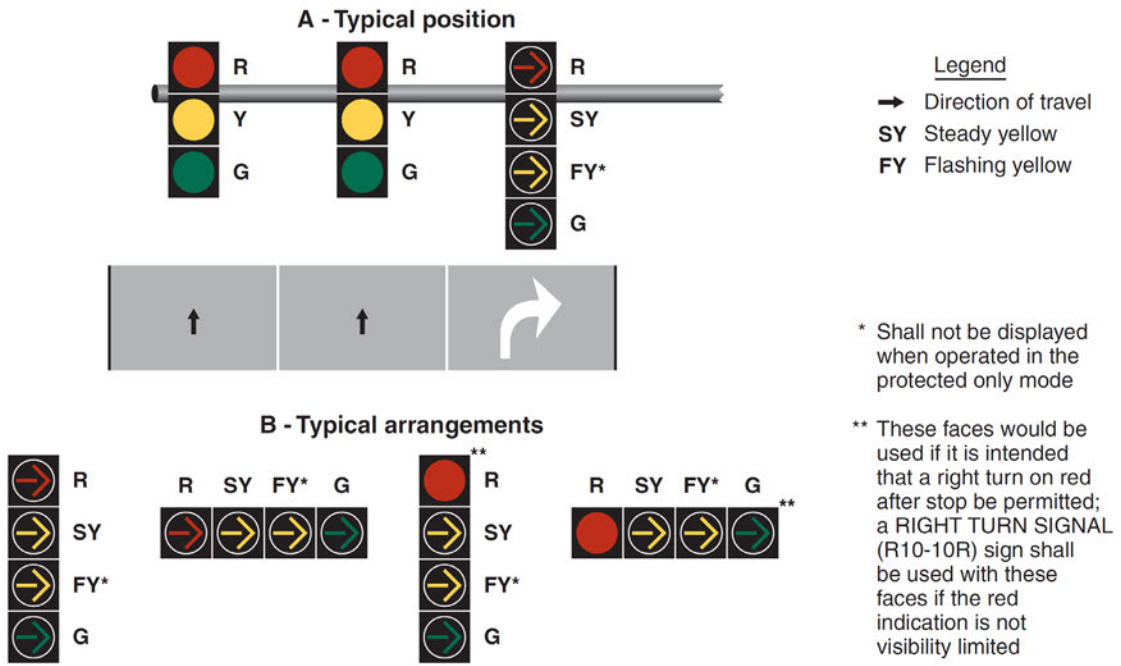 A - Typical position
R R R
Y Y SY
G G FY*
G
Legend
Direction of travel
SY Steady yellow
FY Flashing yellow
* Shall not be displayed
when operated in the
protected only mode
B - Typical arrangements
R
SY
FY*
G
R SY FY* G
**
R
SY
FY*
G
R SY FY* G
**
** These faces would be
used if it is intended
that a right turn on red
after stop be permitted;
a RIGHT TURN SIGNAL
(R10-10R) sign shall
be used with these
faces if the red
indication is not
visibility limited